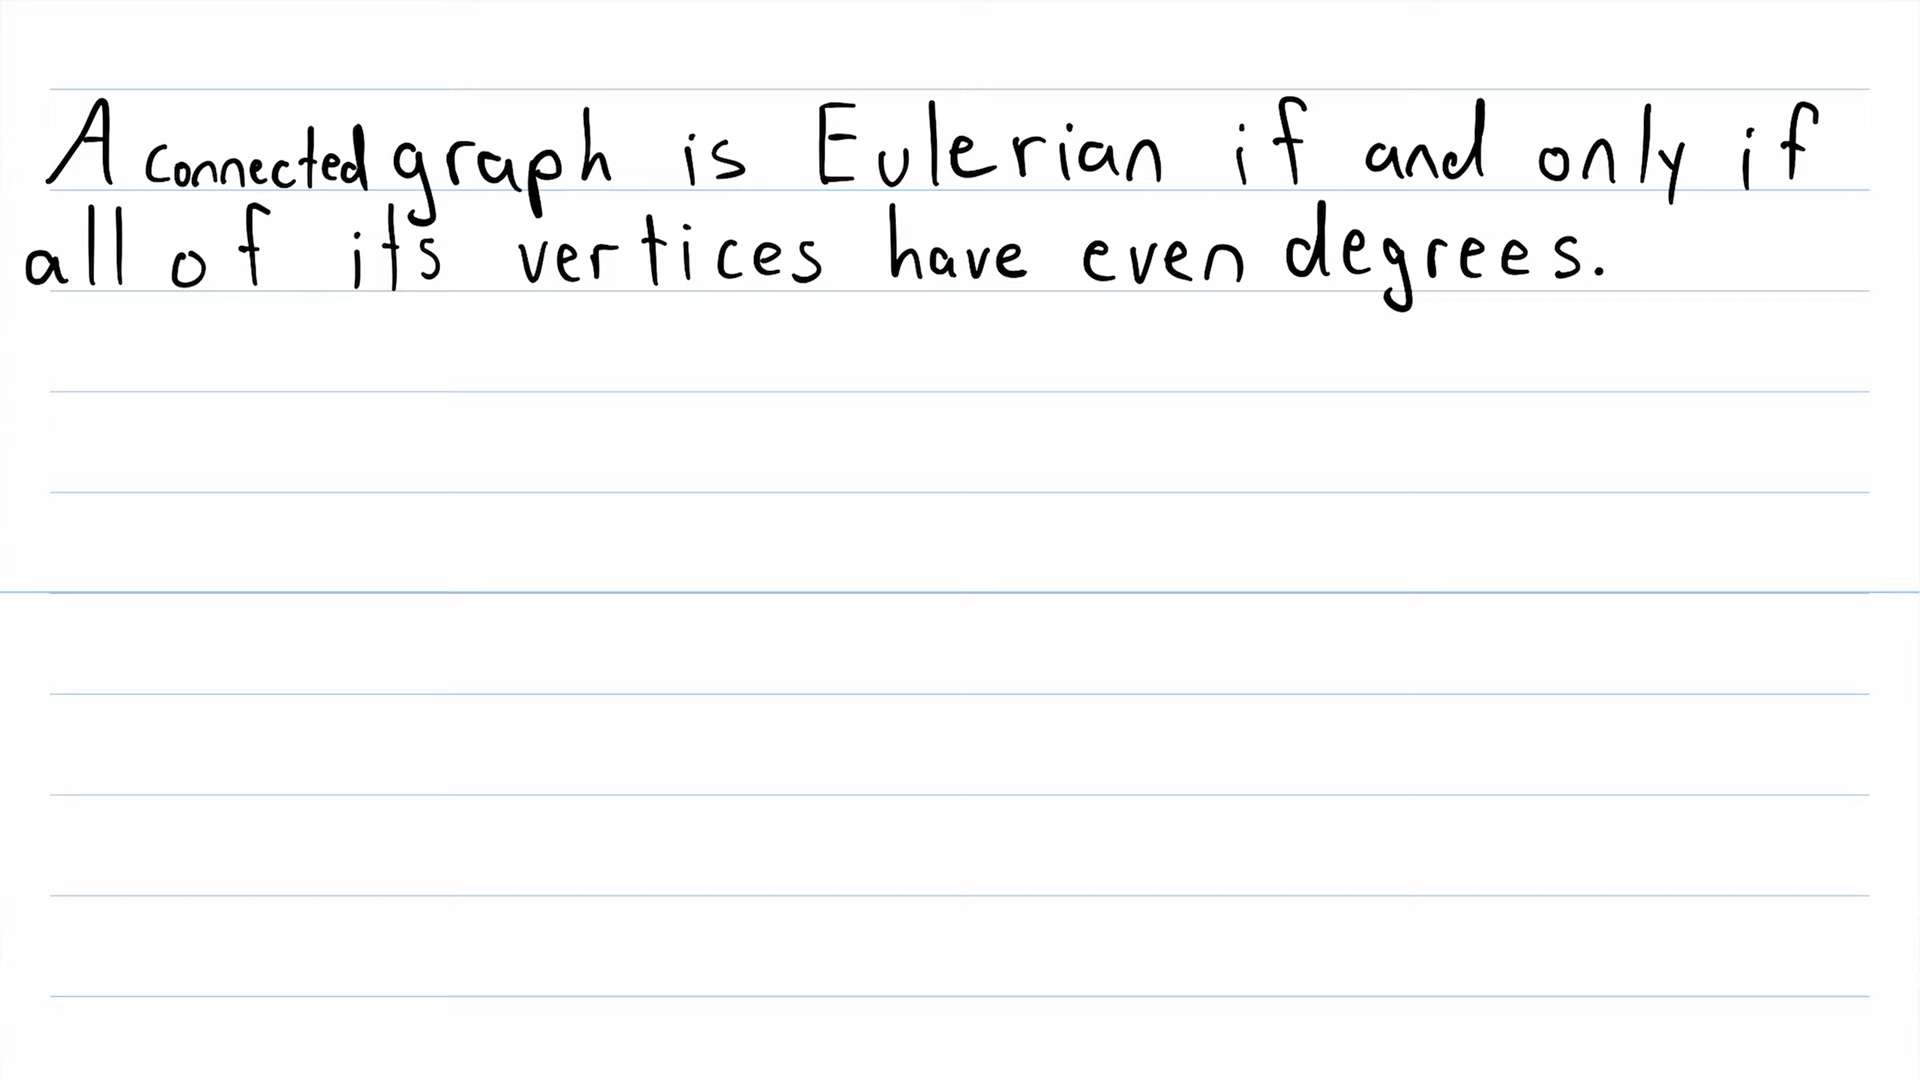 A connected graph is Eulerian if and only if
all of its vertices have even degrees.